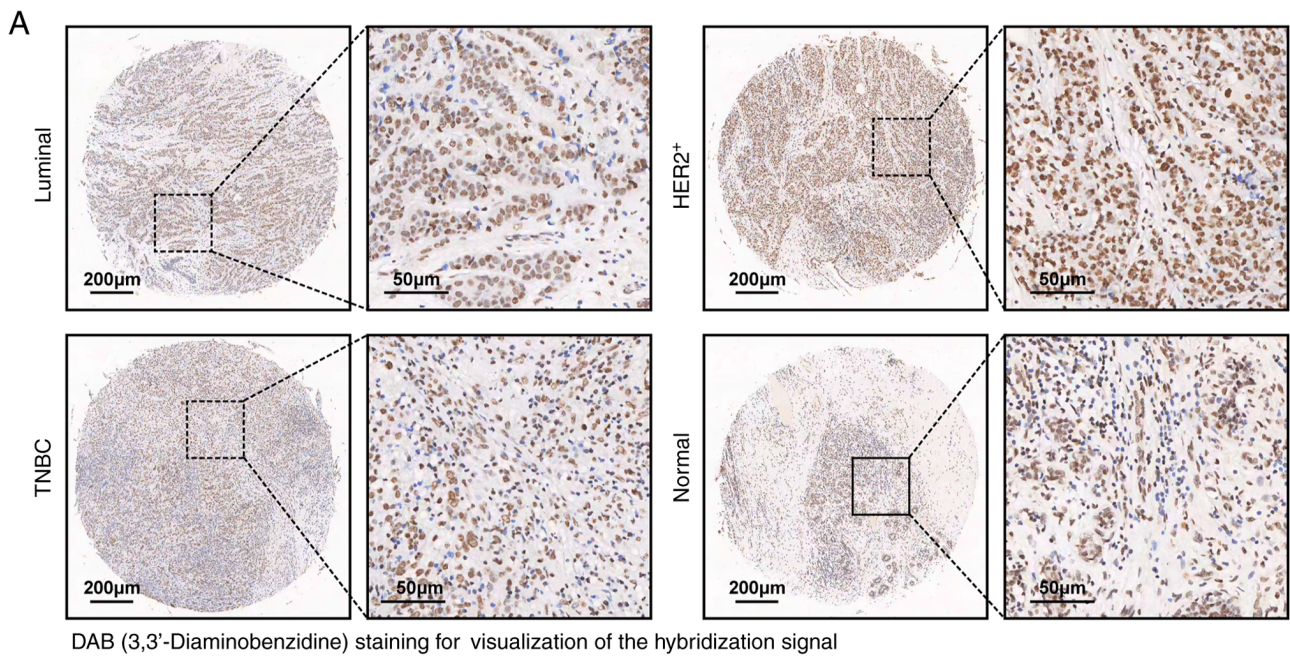 A
Luminal
200µm
50µm
HER2⁺
200µm
50µm
TNBC
200µm
50µm
Normal
200µm
50µm
DAB (3,3’-Diaminobenzidine) staining for visualization of the hybridization signal